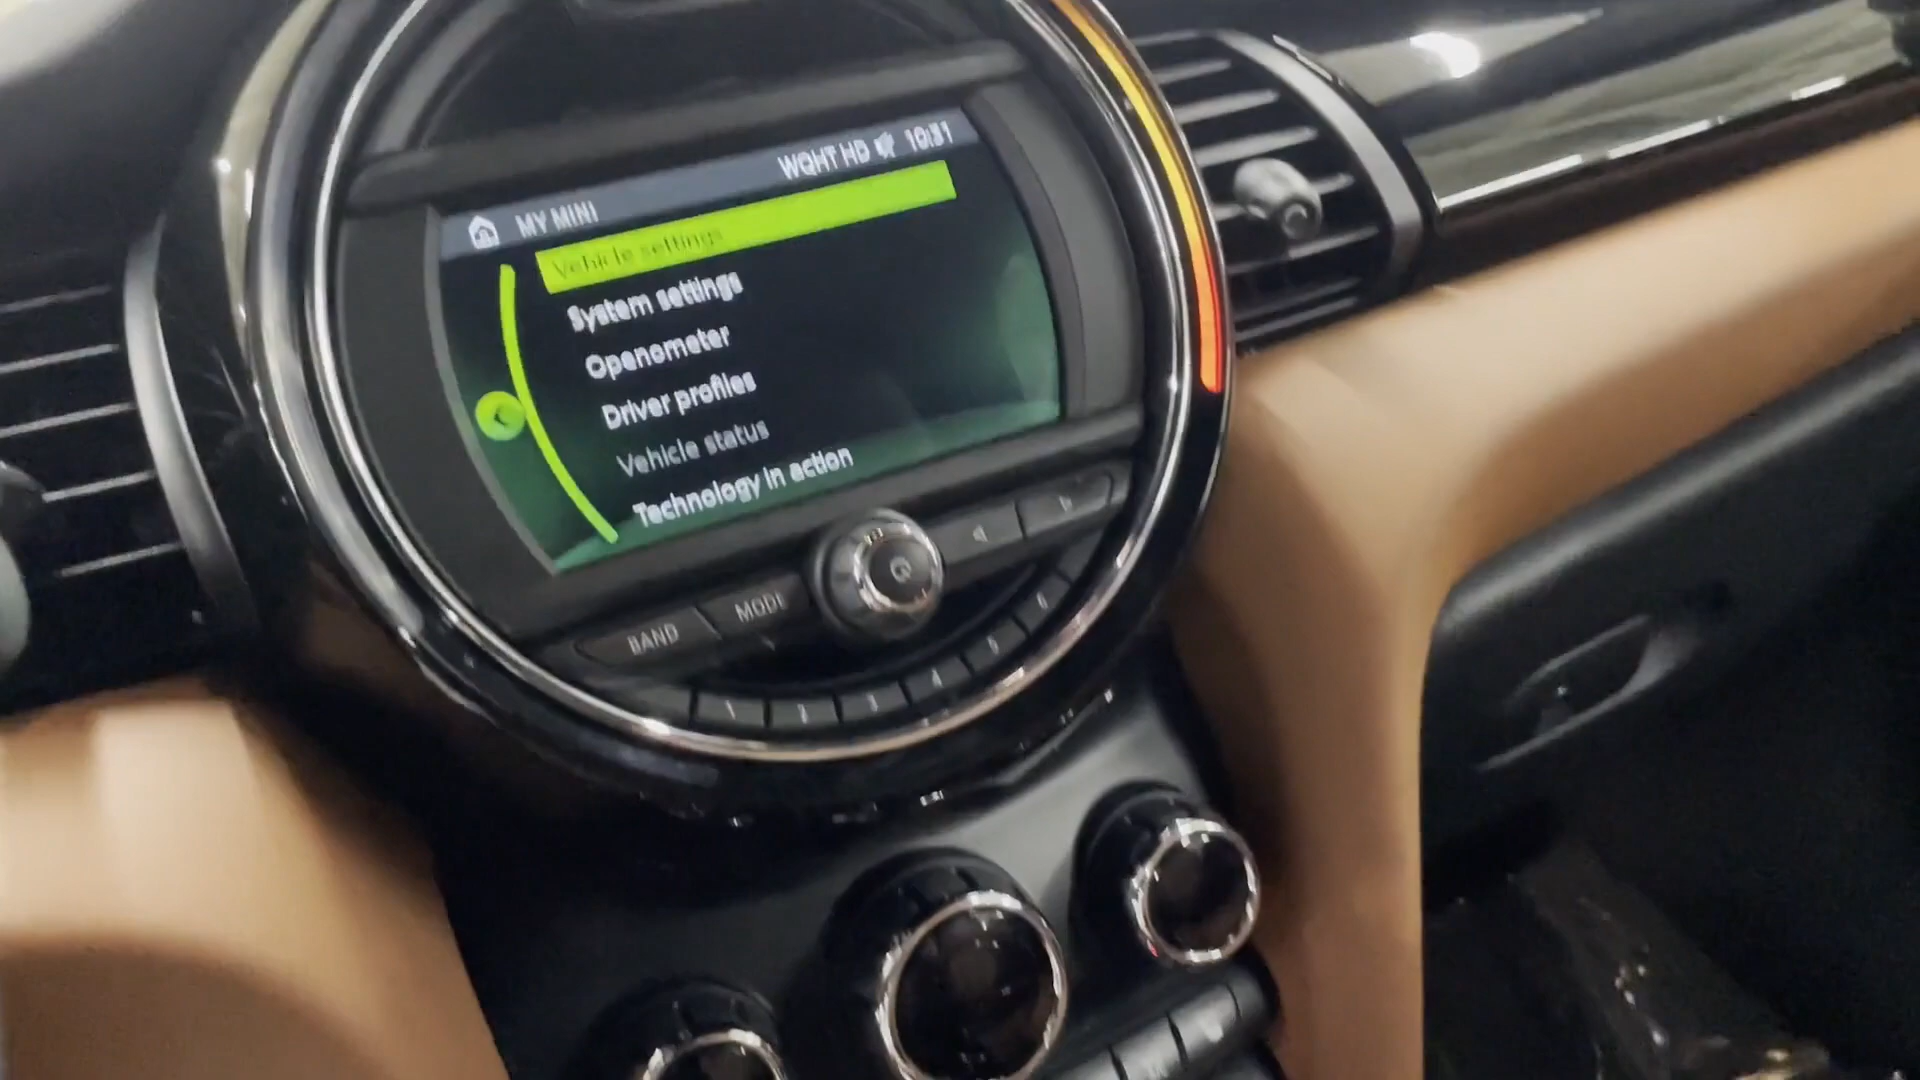 WQHT HD 10:31
MY MINI
Vehicle settings
System settings
Openometer
Driver profiles
Vehicle status
Technology in action
BAND MODE
1 2 3 4 5 6